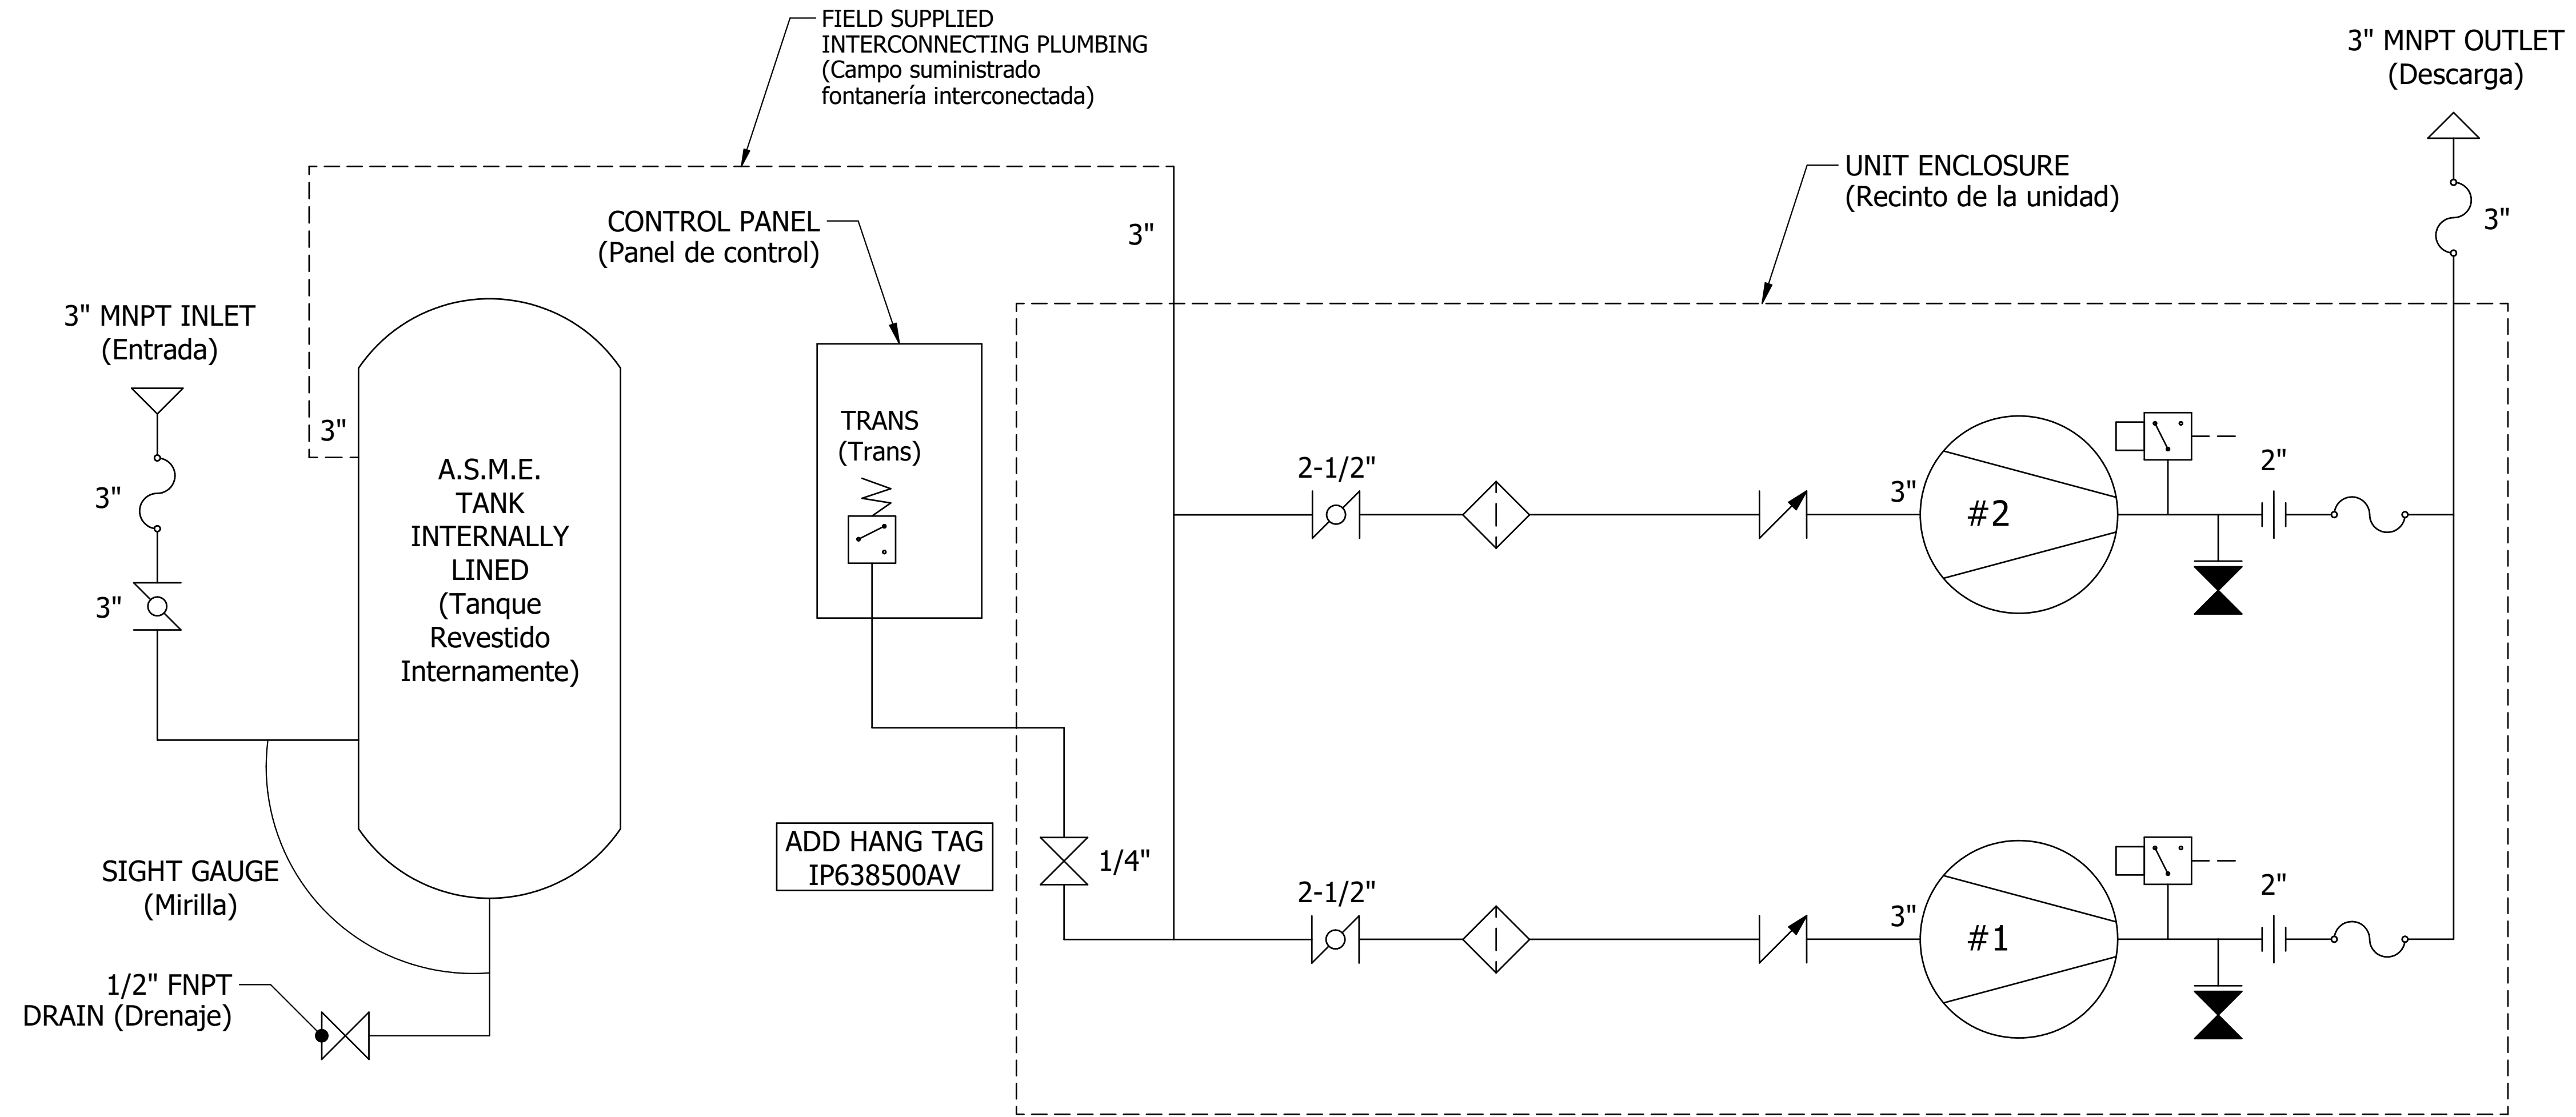 FIELD SUPPLIED
INTERCONNECTING PLUMBING
(Campo suministrado
fontanería interconectada)
3" MNPT OUTLET
(Descarga)
UNIT ENCLOSURE
(Recinto de la unidad)
CONTROL PANEL
(Panel de control)
3"
3"
3" MNPT INLET
(Entrada)
3"
3"
3"
A.S.M.E.
TANK
INTERNALLY
LINED
(Tanque
Revestido
Internamente)
TRANS
(Trans)
2-1/2"
3"
#2
2"
SIGHT GAUGE
(Mirilla)
ADD HANG TAG
IP638500AV
1/4"
2-1/2"
3"
#1
2"
1/2" FNPT
DRAIN (Drenaje)